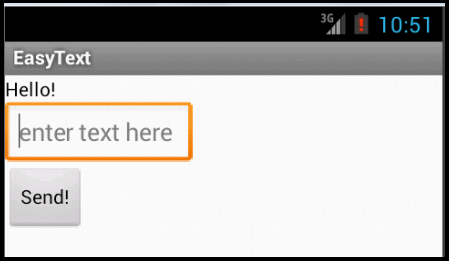 3G 10:51
EasyText
Hello!
enter text here
Send!